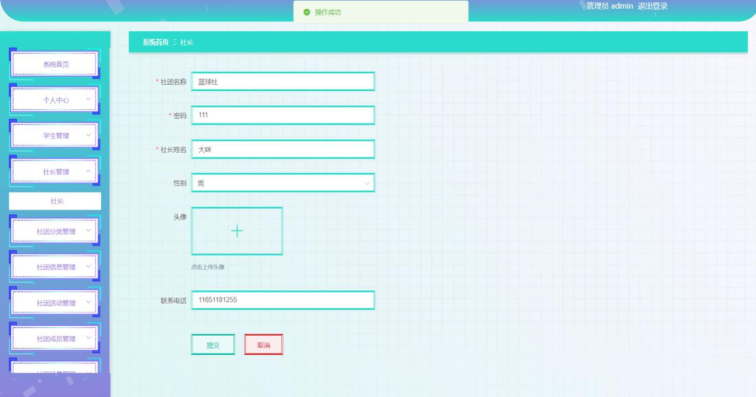 操作成功
管理员 admin 退出登录
系统首页 Ξ 社长
系统首页
个人中心
学生管理
社长管理
社长
社团分类管理
社团信息管理
社团活动管理
社团成员管理
* 社团名称 篮球社
* 密码 111
* 社长姓名 大咪
性别 男
头像
点击上传头像
联系电话 11651181255
提交 取消